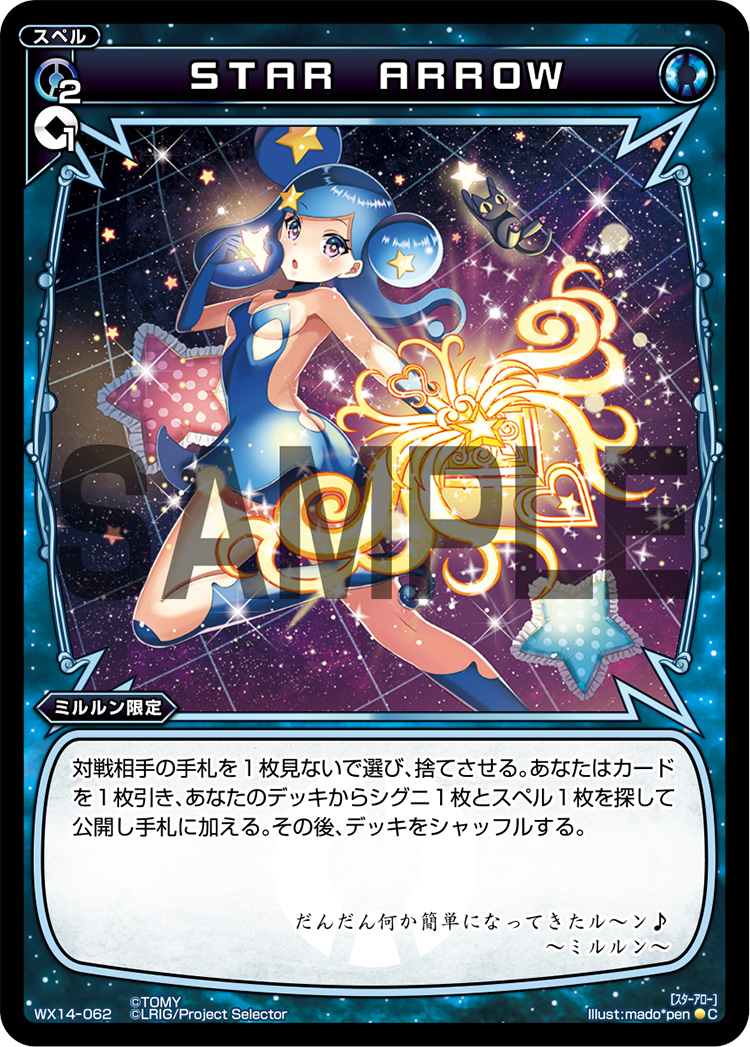 スペル
STAR ARROW
2
1
SAMPLE
ミルルン限定
対戦相手の手札を１枚見ないで選び、捨てさせる。あなたはカード
を１枚引き、あなたのデッキからシグニ１枚とスペル１枚を探して
公開し手札に加える。その後、デッキをシャッフルする。
だんだん何か簡単になってきたル～ン♪
～ミルルン～
WX14-062
©TOMY
©LRIG/Project Selector
[ｽﾀｰｱﾛｰ]
Illust:mado*pen
C